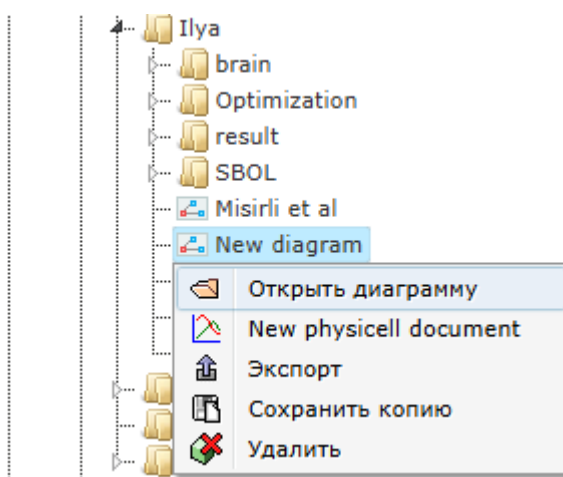 Ilya
brain
Optimization
result
SBOL
Misirli et al
New diagram
Открыть диаграмму
New physicell document
Экспорт
Сохранить копию
Удалить